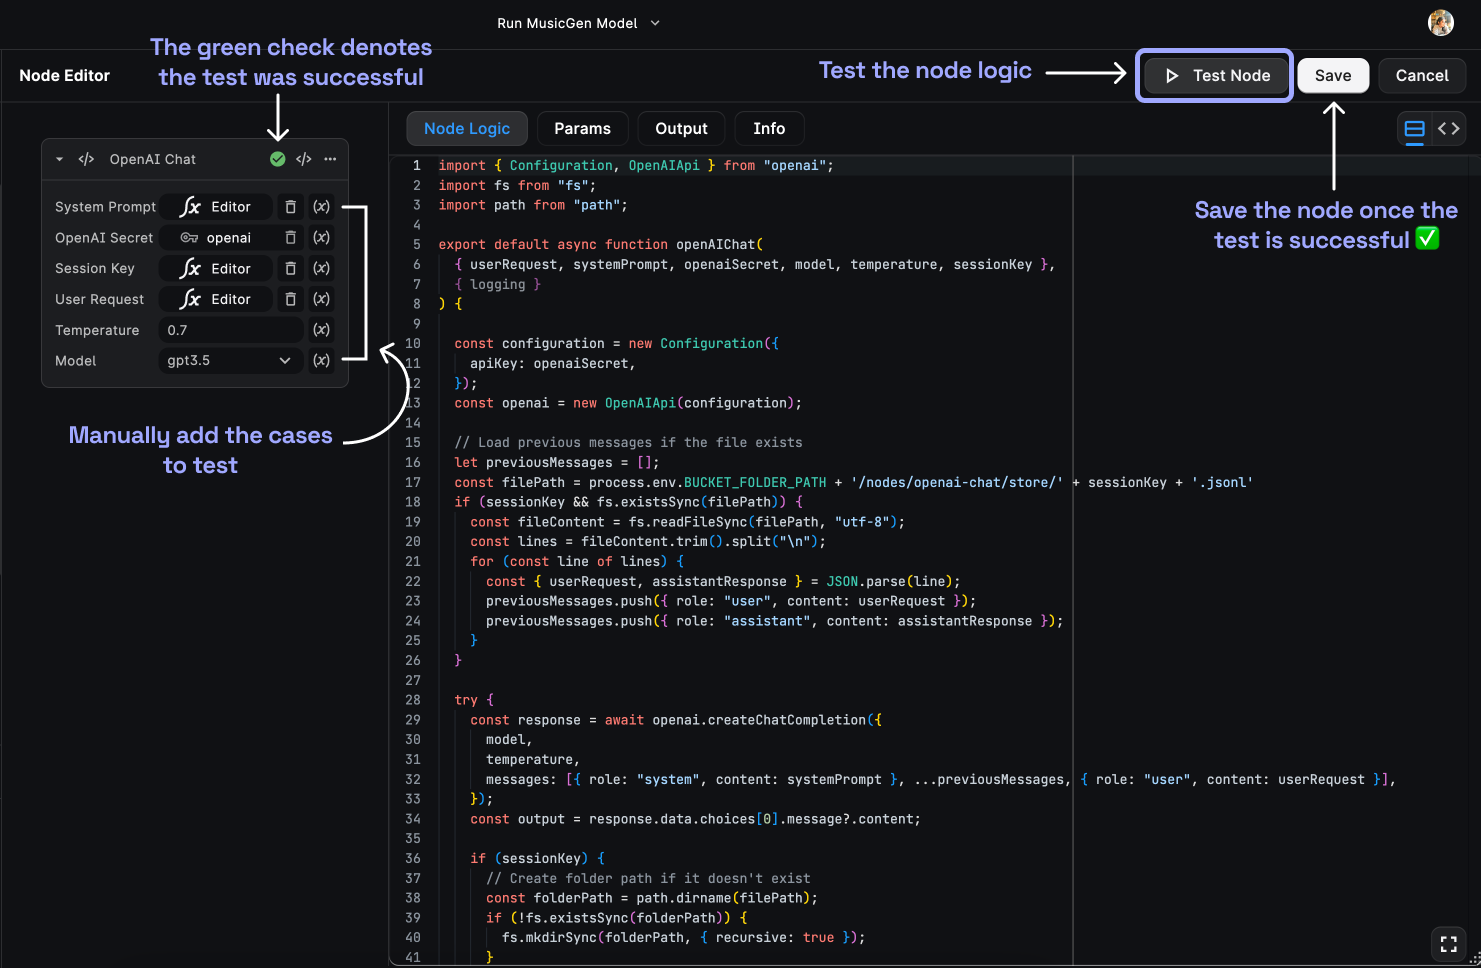 Run MusicGen Model
The green check denotes
the test was successful
Node Editor
Test the node logic
Test Node
Save
Cancel
Node Logic
Params
Output
Info
OpenAI Chat
System Prompt
Editor
(x)
OpenAI Secret
openai
(x)
Session Key
Editor
(x)
User Request
Editor
(x)
Temperature
0.7
(x)
Model
gpt3.5
(x)
Manually add the cases
to test
Save the node once the
test is successful ✅
1 import { Configuration, OpenAIApi } from "openai";
2 import fs from "fs";
3 import path from "path";
4
5 export default async function openAIChat(
6 { userRequest, systemPrompt, openaiSecret, model, temperature, sessionKey },
7 { logging }
8 ) {
9
10 const configuration = new Configuration({
11 apiKey: openaiSecret,
12 });
13 const openai = new OpenAIApi(configuration);
14
15 // Load previous messages if the file exists
16 let previousMessages = [];
17 const filePath = process.env.BUCKET_FOLDER_PATH + '/nodes/openai-chat/store/' + sessionKey + '.jsonl'
18 if (sessionKey && fs.existsSync(filePath)) {
19 const fileContent = fs.readFileSync(filePath, "utf-8");
20 const lines = fileContent.trim().split("\n");
21 for (const line of lines) {
22 const { userRequest, assistantResponse } = JSON.parse(line);
23 previousMessages.push({ role: "user", content: userRequest });
24 previousMessages.push({ role: "assistant", content: assistantResponse });
25 }
26 }
27
28 try {
29 const response = await openai.createChatCompletion({
30 model,
31 temperature,
32 messages: [{ role: "system", content: systemPrompt }, ...previousMessages, { role: "user", content: userRequest }],
33 });
34 const output = response.data.choices[0].message?.content;
35
36 if (sessionKey) {
37 // Create folder path if it doesn't exist
38 const folderPath = path.dirname(filePath);
39 if (!fs.existsSync(folderPath)) {
40 fs.mkdirSync(folderPath, { recursive: true });
41 }